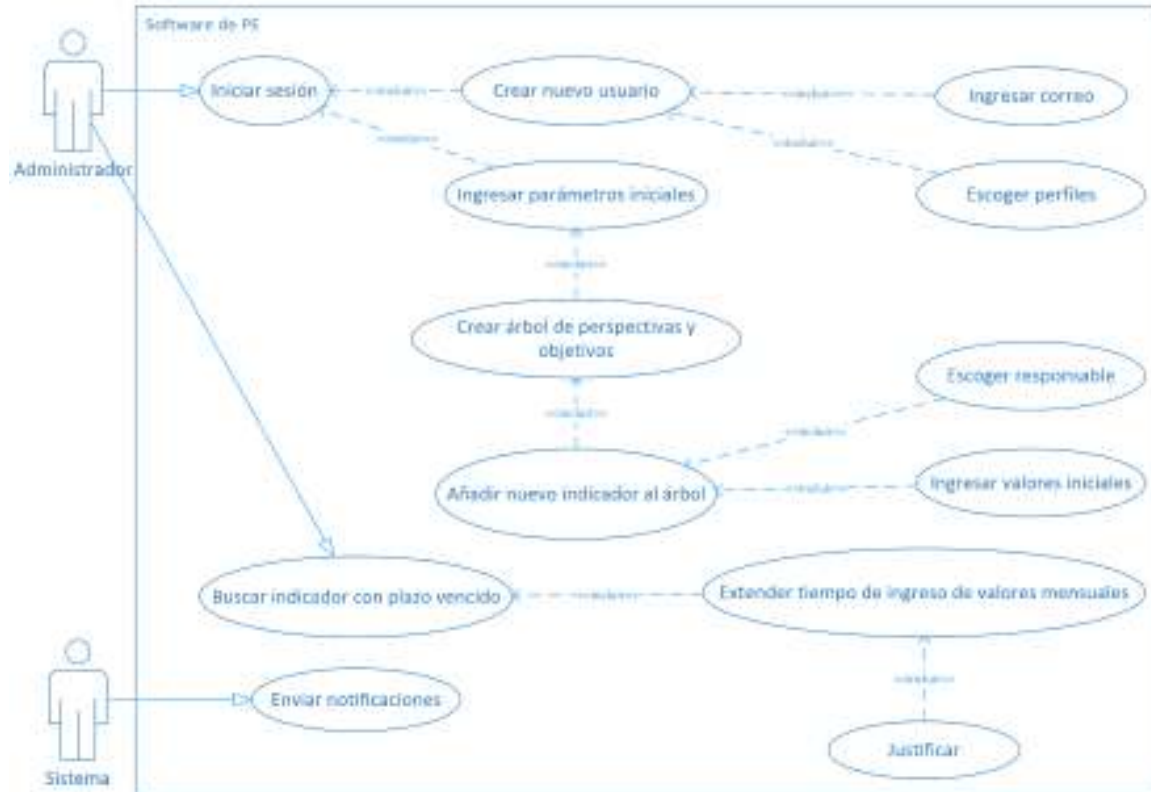 Software de PE
Iniciar sesión
Crear nuevo usuario
Ingresar correo
Administrador
Ingresar parámetros iniciales
Escoger perfiles
Crear árbol de perspectivas y
objetivos
Escoger responsable
Añadir nuevo indicador al árbol
Ingresar valores iniciales
Buscar indicador con plazo vencido
Extender tiempo de ingreso de valores mensuales
Enviar notificaciones
Justificar
Sistema